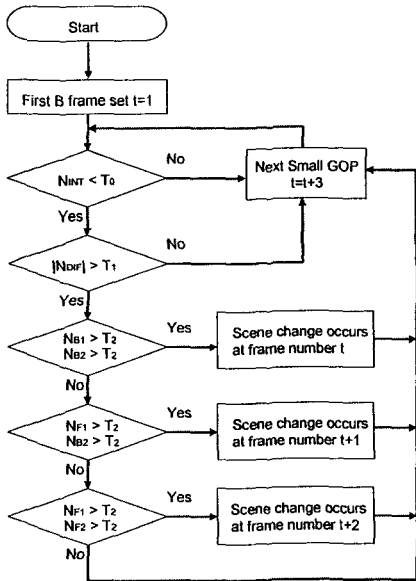 Start
First B frame set t=1
NINT < T0
No
Next Small GOP
t=t+3
Yes
|NDIF| > T1
No
Yes
NB1 > T2
NB2 > T2
Yes
Scene change occurs
at frame number t
No
NF1 > T2
NB2 > T2
Yes
Scene change occurs
at frame number t+1
No
NF1 > T2
NF2 > T2
Yes
Scene change occurs
at frame number t+2
No